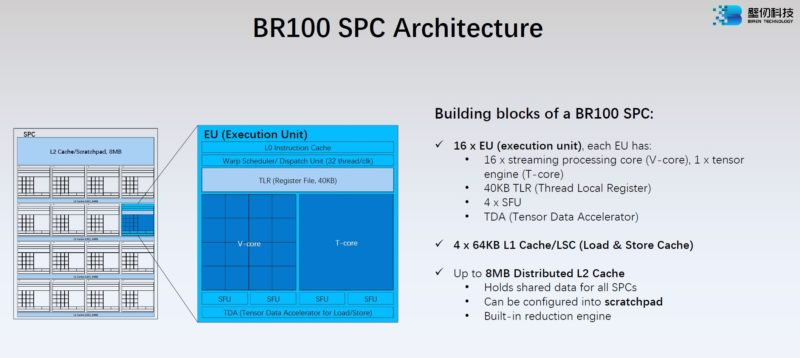 壁仞科技
BIREN TECHNOLOGY
BR100 SPC Architecture
SPC
L2 Cache/Scratchpad, 8MB
EU (Execution Unit)
L0 Instruction Cache
Warp Scheduler/ Dispatch Unit (32 thread/clk)
TLR (Register File, 40KB)
V-core
T-core
SFU
SFU
SFU
SFU
TDA (Tensor Data Accelerator for Load/Store)
Building blocks of a BR100 SPC:
✓ 16 x EU (execution unit), each EU has:
• 16 x streaming processing core (V-core), 1 x tensor
engine (T-core)
• 40KB TLR (Thread Local Register)
• 4 x SFU
• TDA (Tensor Data Accelerator)
✓ 4 x 64KB L1 Cache/LSC (Load & Store Cache)
✓ Up to 8MB Distributed L2 Cache
• Holds shared data for all SPCs
• Can be configured into scratchpad
• Built-in reduction engine